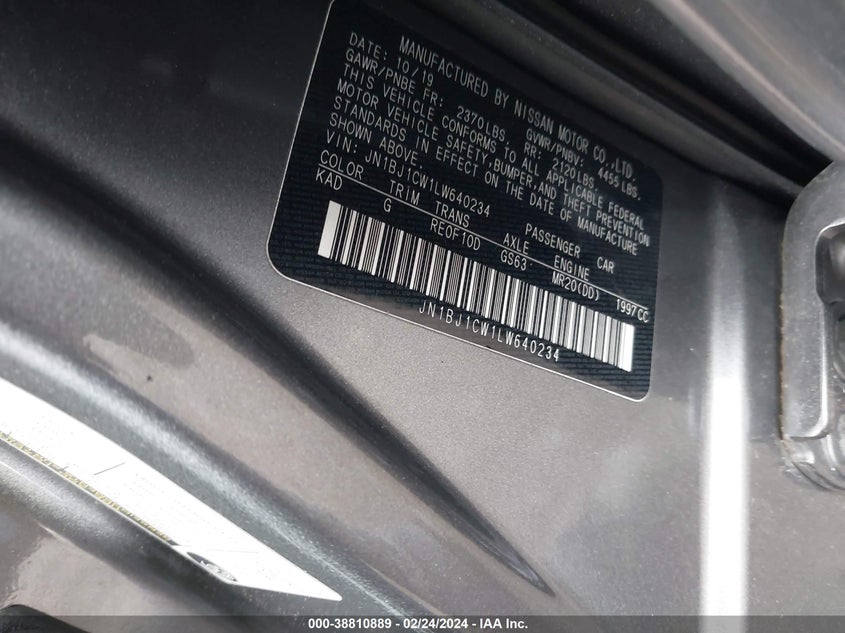 MANUFACTURED BY NISSAN MOTOR CO.,LTD.
DATE: 10/19 GVWR/PNBV: 4455 LBS.
GAWR/PNBE FR: 2370LBS. RR: 2120LBS.
THIS VEHICLE CONFORMS TO ALL APPLICABLE FEDERAL
MOTOR VEHICLE SAFETY,BUMPER,AND THEFT PREVENTION
STANDARDS IN EFFECT ON THE DATE OF MANUFACTURE
SHOWN ABOVE.
VIN: JN1BJ1CW1LW640234 PASSENGER CAR
COLOR TRIM TRANS AXLE ENGINE
KAD G RE0F10D GS63 MR20(DD) 1997CC
JN1BJ1CW1LW640234
000-38810889 - 02/24/2024 - IAA Inc.